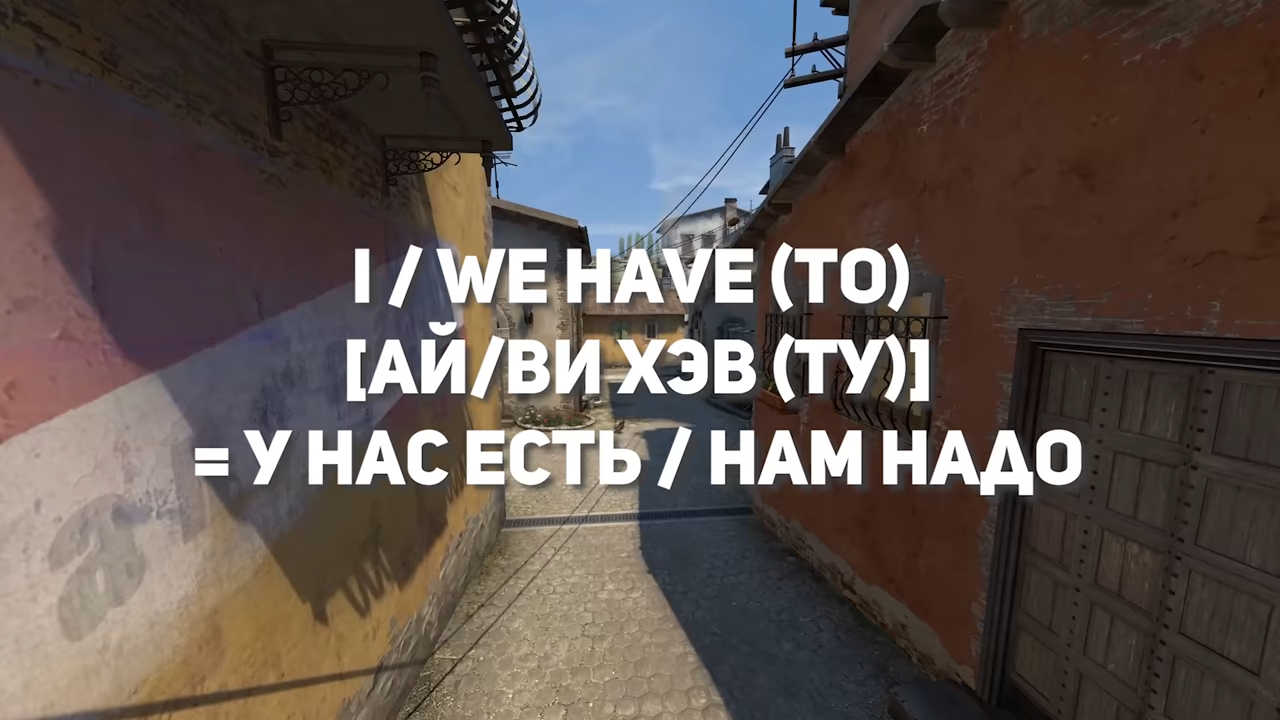 I / WE HAVE (TO)
[АЙ/ВИ ХЭВ (ТУ)]
= У НАС ЕСТЬ / НАМ НАДО